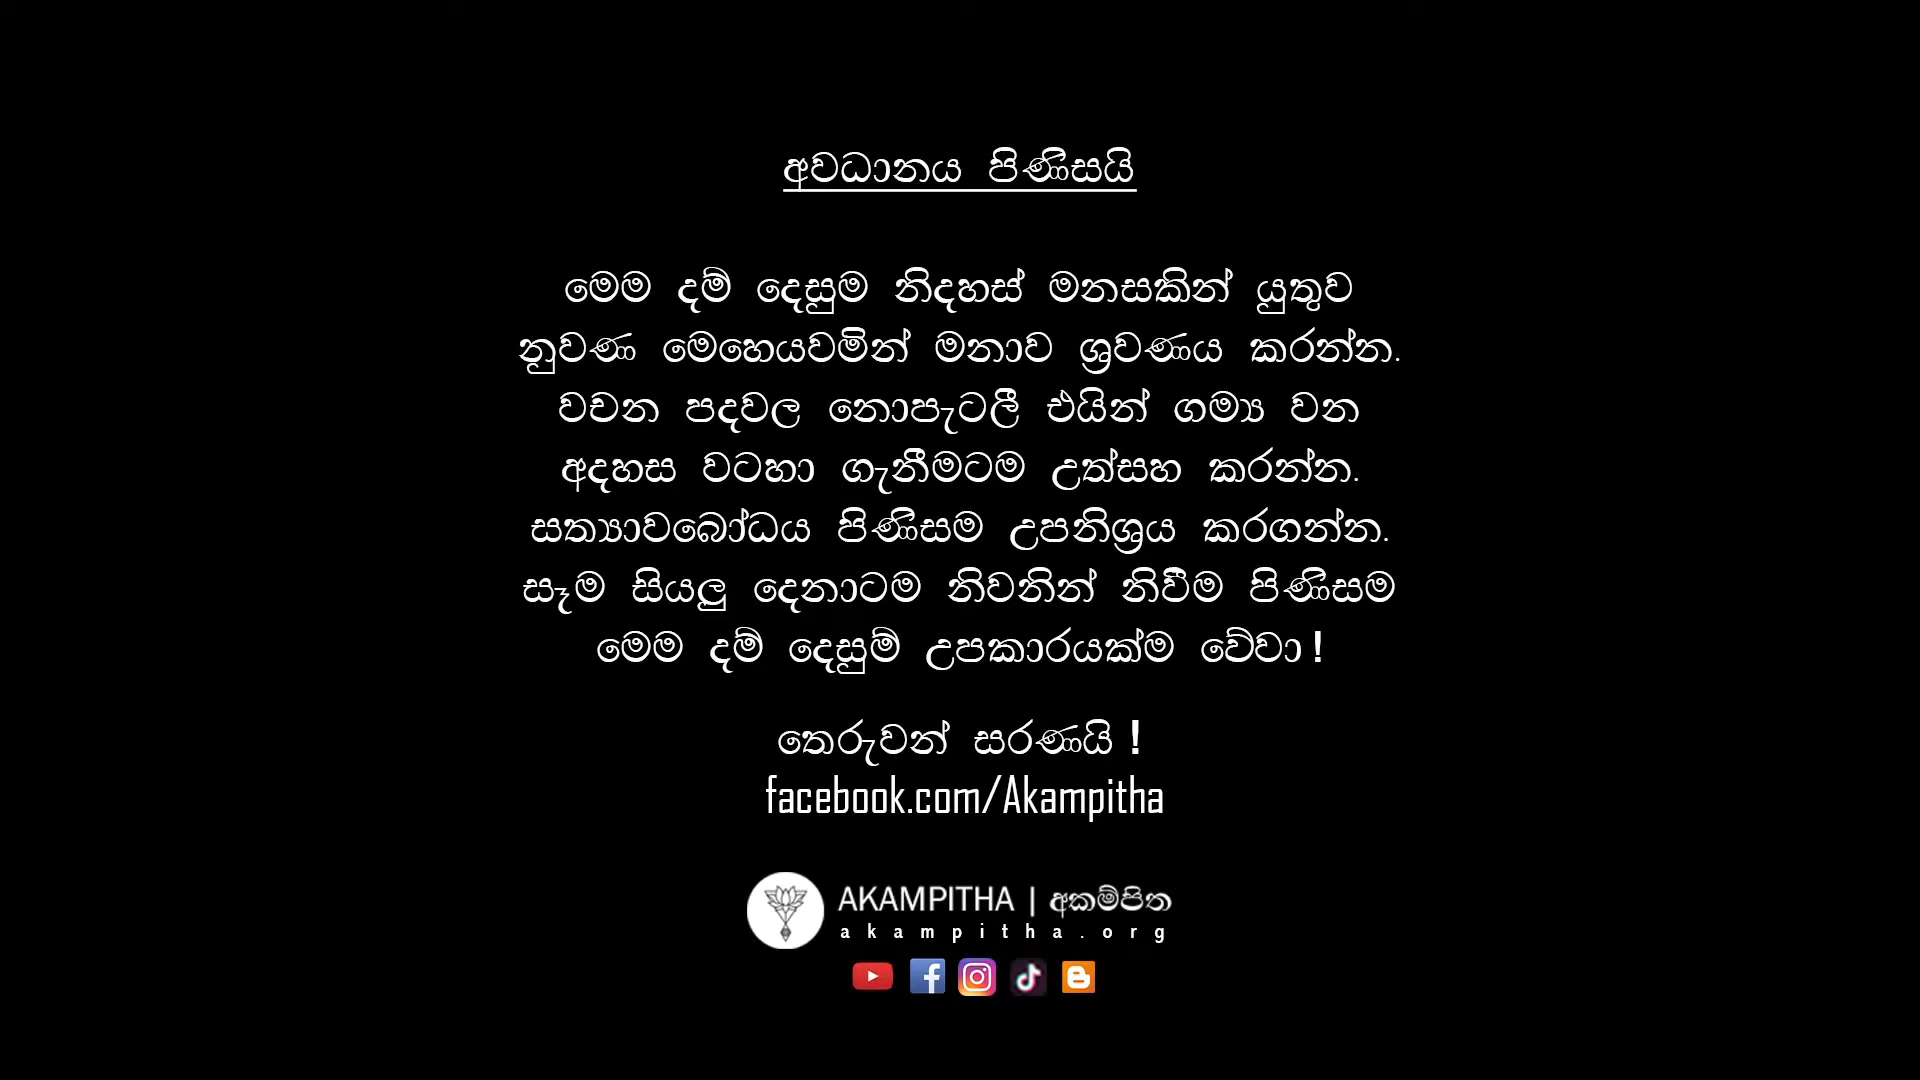 අවධානය පිණිසයි
මෙම දම් දෙසුම නිදහස් මනසකින් යුතුව
නුවණ මෙහෙයවමින් මනාව ශ්‍රවණය කරන්න.
වචන පදවල නොපැටලී එයින් ගම්‍ය වන
අදහස වටහා ගැනීමටම උත්සහ කරන්න.
සත්‍යාවබෝධය පිණිසම උපනිශ්‍රය කරගන්න.
සෑම සියලු දෙනාටම නිවනින් නිවීම පිණිසම
මෙම දම් දෙසුම් උපකාරයක්ම වේවා!
තෙරුවන් සරණයි!
facebook.com/Akampitha
AKAMPITHA | අකම්පිත
akampitha.org